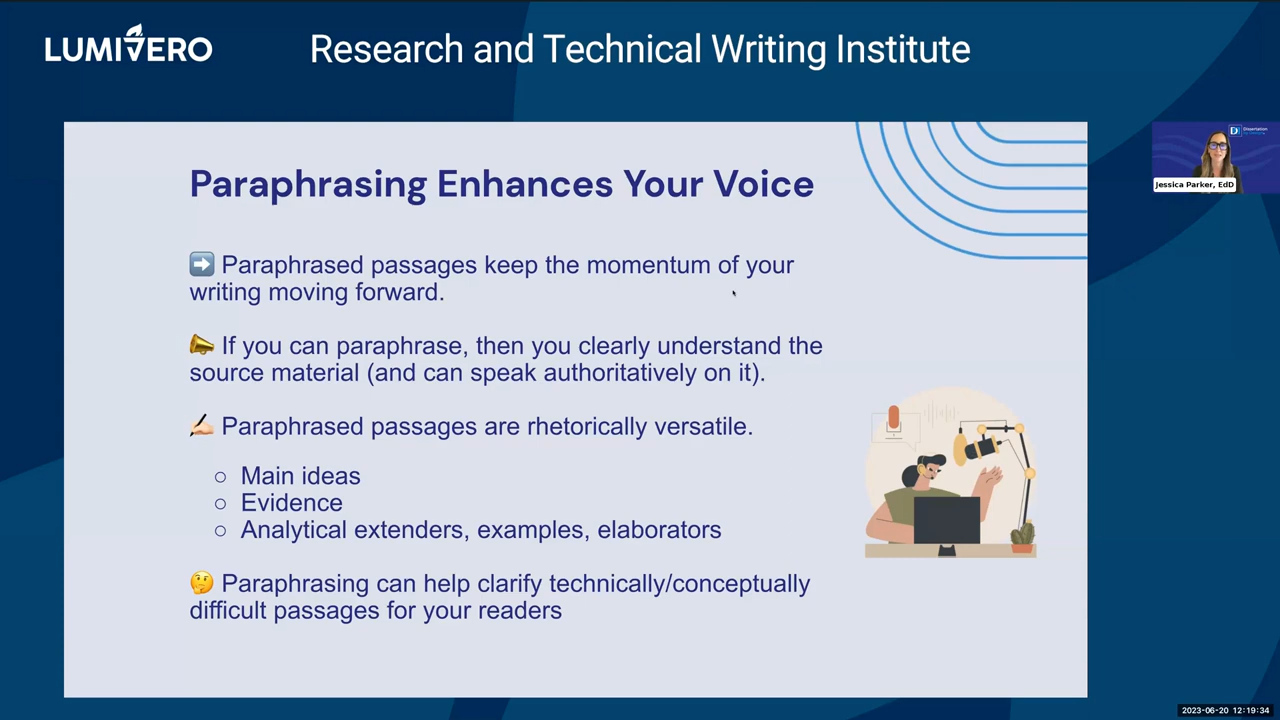 LUMIVERO
Research and Technical Writing Institute
Paraphrasing Enhances Your Voice
➡️ Paraphrased passages keep the momentum of your
writing moving forward.
📣 If you can paraphrase, then you clearly understand the
source material (and can speak authoritatively on it).
✍🏻 Paraphrased passages are rhetorically versatile.
○ Main ideas
○ Evidence
○ Analytical extenders, examples, elaborators
🤔 Paraphrasing can help clarify technically/conceptually
difficult passages for your readers
Dissertation
Jessica Parker, EdD
2023-06-20 12:19:34